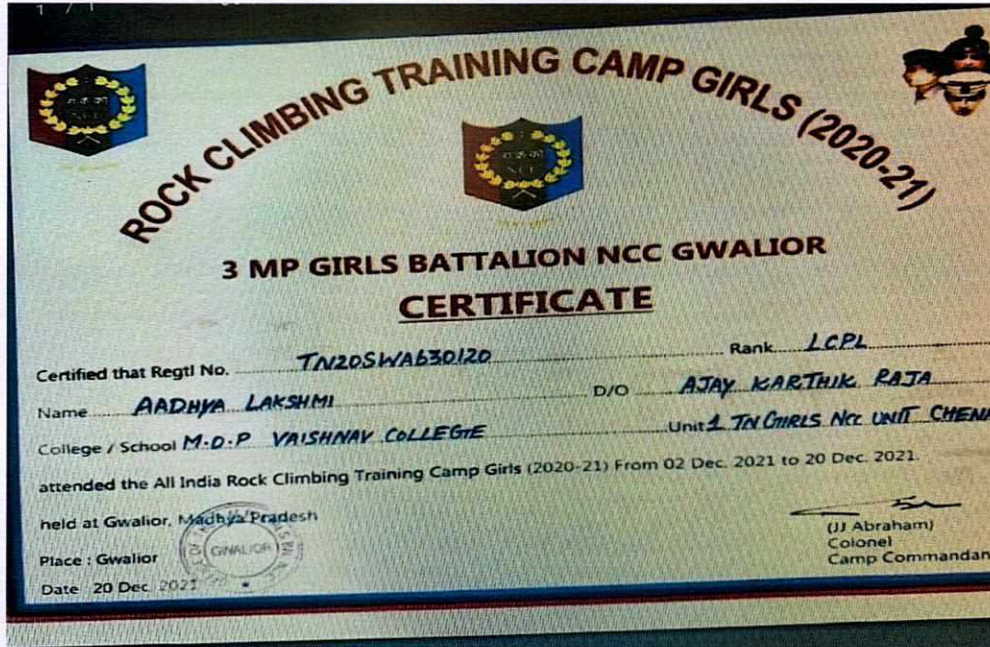 1 / 1
ROCK CLIMBING TRAINING CAMP GIRLS (2020-21)
NCC
3 MP GIRLS BATTALION NCC GWALIOR
CERTIFICATE
Certified that Regtl No. TN20SWA630120 Rank LCPL
Name AADHYA LAKSHMI D/O AJAY KARTHIK RAJA
College / School M.O.P VAISHNAV COLLEGE Unit 1 TN GIRLS NCC UNIT CHENN
attended the All India Rock Climbing Training Camp Girls (2020-21) From 02 Dec. 2021 to 20 Dec. 2021.
held at Gwalior, Madhya Pradesh
(JJ Abraham)
Place : Gwalior
GWALIOR
Colonel
Camp Commandan
Date 20 Dec 2021